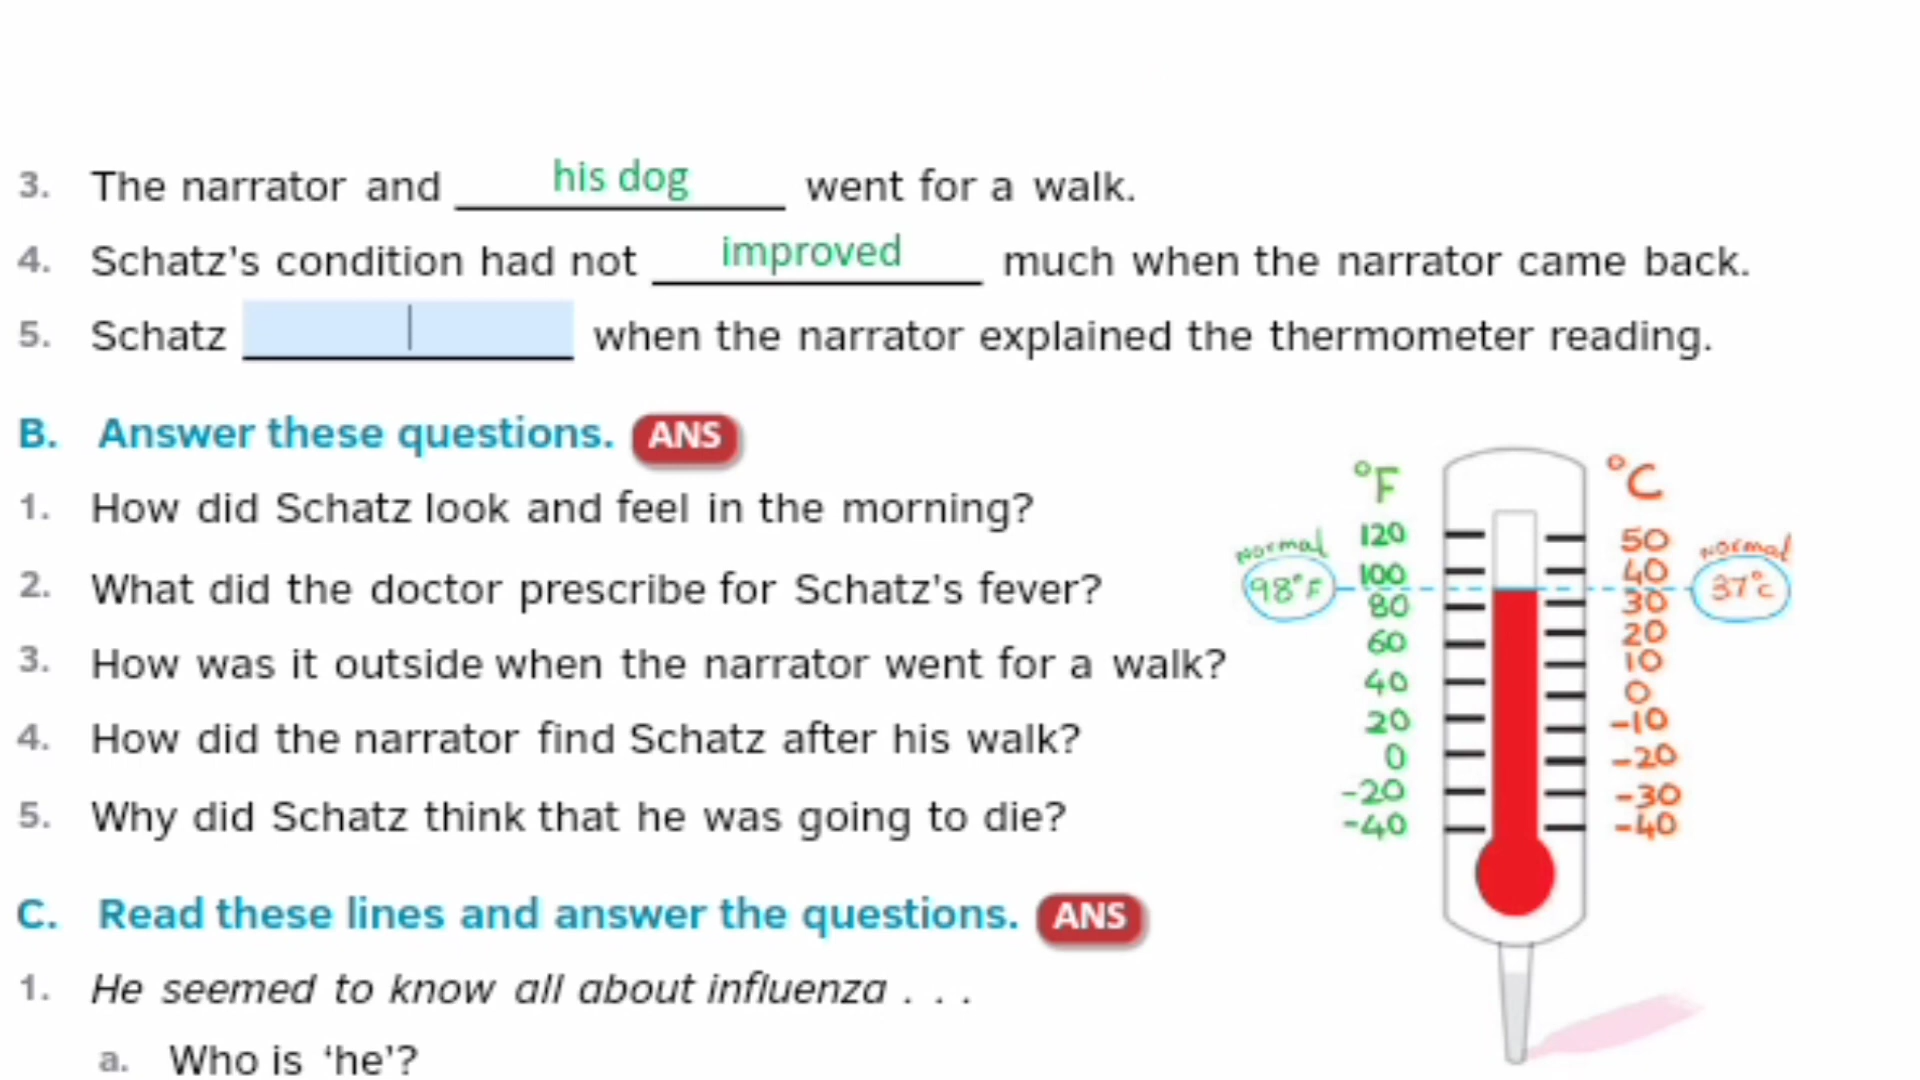 3. The narrator and his dog went for a walk.
4. Schatz's condition had not improved much when the narrator came back.
5. Schatz when the narrator explained the thermometer reading.
B. Answer these questions. ANS
1. How did Schatz look and feel in the morning?
2. What did the doctor prescribe for Schatz's fever?
3. How was it outside when the narrator went for a walk?
4. How did the narrator find Schatz after his walk?
5. Why did Schatz think that he was going to die?
C. Read these lines and answer the questions. ANS
1. He seemed to know all about influenza . . .
a. Who is ‘he’?
°F °C
normal 120 50 normal
98°F 100 40 37°C
80 30
60 20
40 10
20 0
0 -10
-20 -20
-40 -30
-40